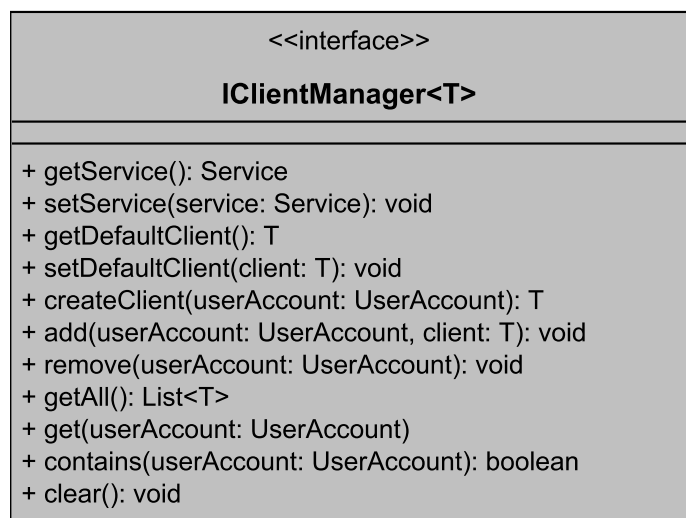 <<interface>>
IClientManager<T>
+ getService(): Service
+ setService(service: Service): void
+ getDefaultClient(): T
+ setDefaultClient(client: T): void
+ createClient(userAccount: UserAccount): T
+ add(userAccount: UserAccount, client: T): void
+ remove(userAccount: UserAccount): void
+ getAll(): List<T>
+ get(userAccount: UserAccount)
+ contains(userAccount: UserAccount): boolean
+ clear(): void